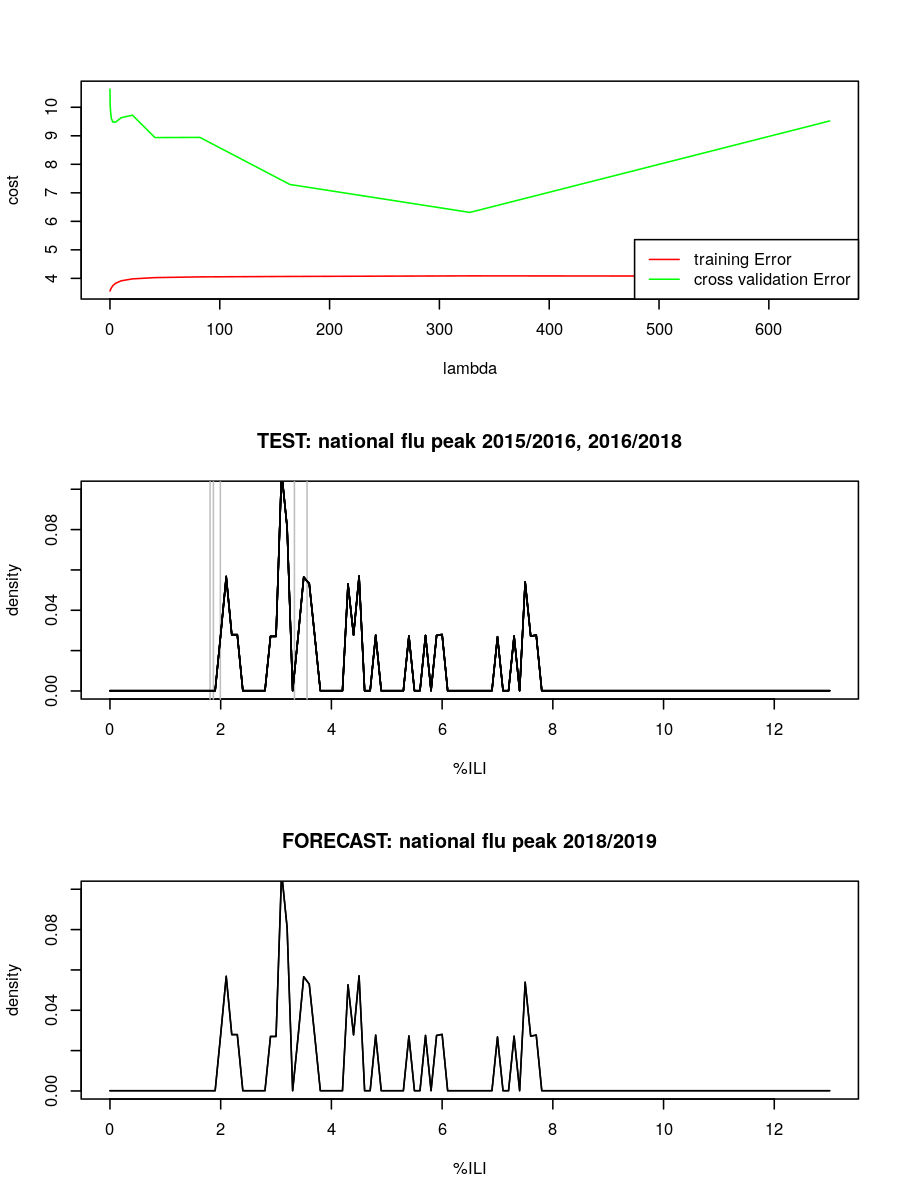 cost
10
9
8
7
6
5
4
training Error
cross validation Error
0 100 200 300 400 500 600
lambda
TEST: national flu peak 2015/2016, 2016/2018
density
0.08
0.04
0.00
0 2 4 6 8 10 12
%ILI
FORECAST: national flu peak 2018/2019
density
0.08
0.04
0.00
0 2 4 6 8 10 12
%ILI